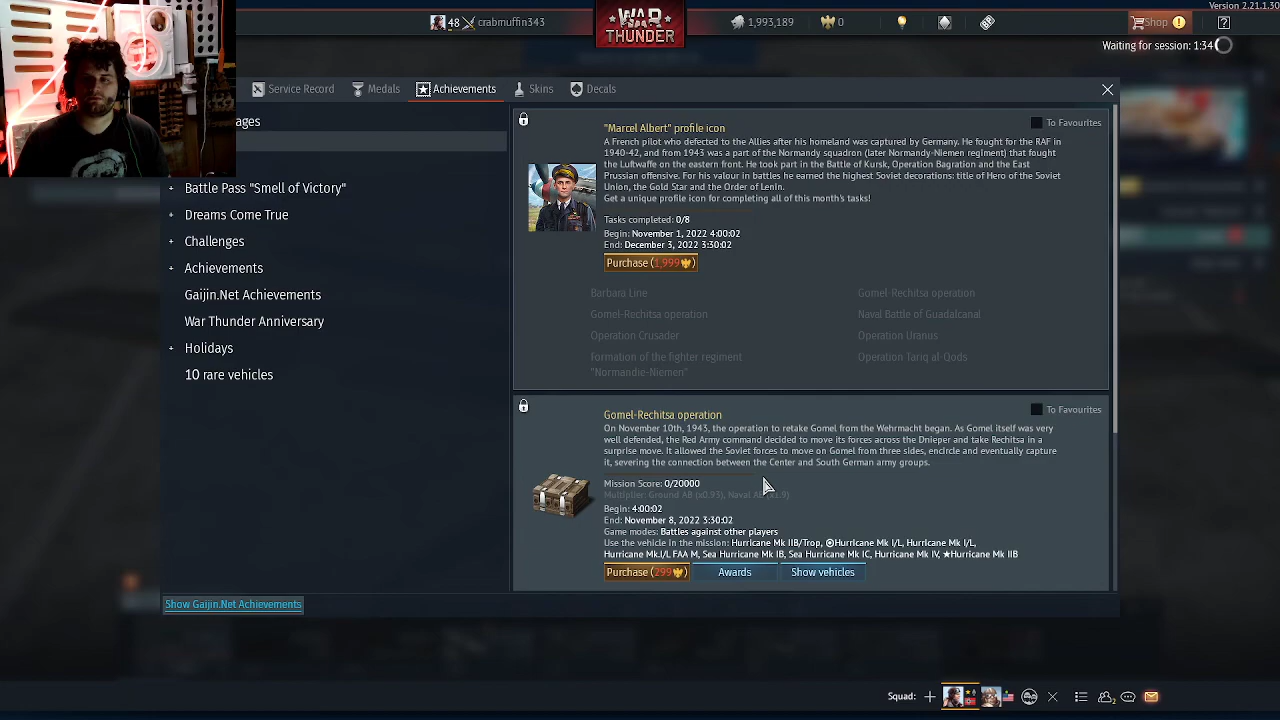 Version 2.21.1.30
48 crabmuffin343
WAR THUNDER
1,993,189
0
Shop
?
Waiting for session: 1:34
Service Record
Medals
Achievements
Skins
Decals
ages
+ Battle Pass "Smell of Victory"
+ Dreams Come True
+ Challenges
+ Achievements
Gaijin.Net Achievements
War Thunder Anniversary
+ Holidays
10 rare vehicles
Show Gaijin.Net Achievements
"Marcel Albert" profile icon
To Favourites
A French pilot who defected to the Allies after his homeland was captured by Germany. He fought for the RAF in
1940-42, and from 1943 was a part of the Normandy squadron (later Normandy-Niemen regiment) that fought
the Luftwaffe on the eastern front. He took part in the Battle of Kursk, Operation Bagration and the East
Prussian offensive. For his valour in battles he earned the highest Soviet decorations: title of Hero of the Soviet
Union, the Gold Star and the Order of Lenin.
Get a unique profile icon for completing all of this month's tasks!
Tasks completed: 0/8
Begin: November 1, 2022 4:00:02
End: December 3, 2022 3:30:02
Purchase (1,999)
Barbara Line
Gomel-Rechitsa operation
Gomel-Rechitsa operation
Naval Battle of Guadalcanal
Operation Crusader
Operation Uranus
Formation of the fighter regiment
"Normandie-Niemen"
Operation Tariq al-Qods
Gomel-Rechitsa operation
To Favourites
On November 10th, 1943, the operation to retake Gomel from the Wehrmacht began. As Gomel itself was very
well defended, the Red Army command decided to move its forces across the Dnieper and take Rechitsa in a
surprise move. It allowed the Soviet forces to move on Gomel from three sides, encircle and eventually capture
it, severing the connection between the Center and South German army groups.
Mission Score: 0/20000
Multiplier: Ground AB (x0.93), Naval AB
Begin: 4:00:02
End: November 8, 2022 3:30:02
Game modes: Battles against other players
Use the vehicle in the mission: Hurricane Mk IIB/Trop, Hurricane Mk I/L, Hurricane Mk I/L,
Hurricane Mk.I/L FAA M, Sea Hurricane Mk IB, Sea Hurricane Mk IC, Hurricane Mk IV, ★Hurricane Mk IIB
Purchase (299)
Awards
Show vehicles
Squad:
2